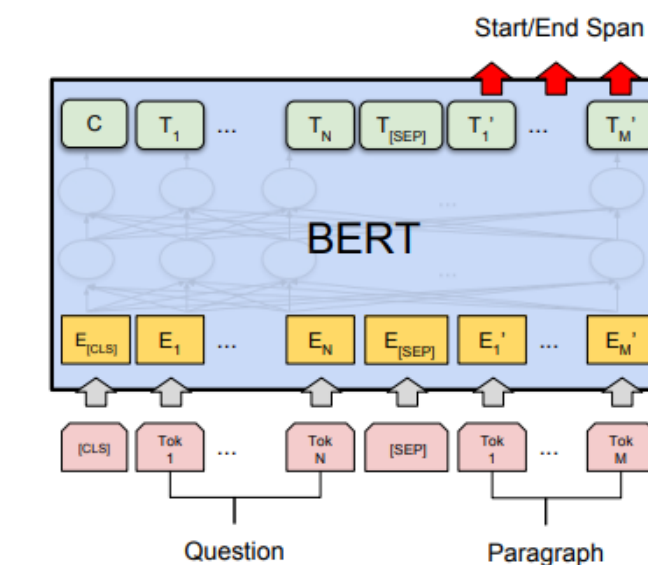 Start/End Span
C T1 ... TN T[SEP] T1' ... TM'
...
BERT
...
E[CLS] E1 ... EN E[SEP] E1' ... EM'
[CLS] Tok 1 ... Tok N [SEP] Tok 1 ... Tok M
Question Paragraph